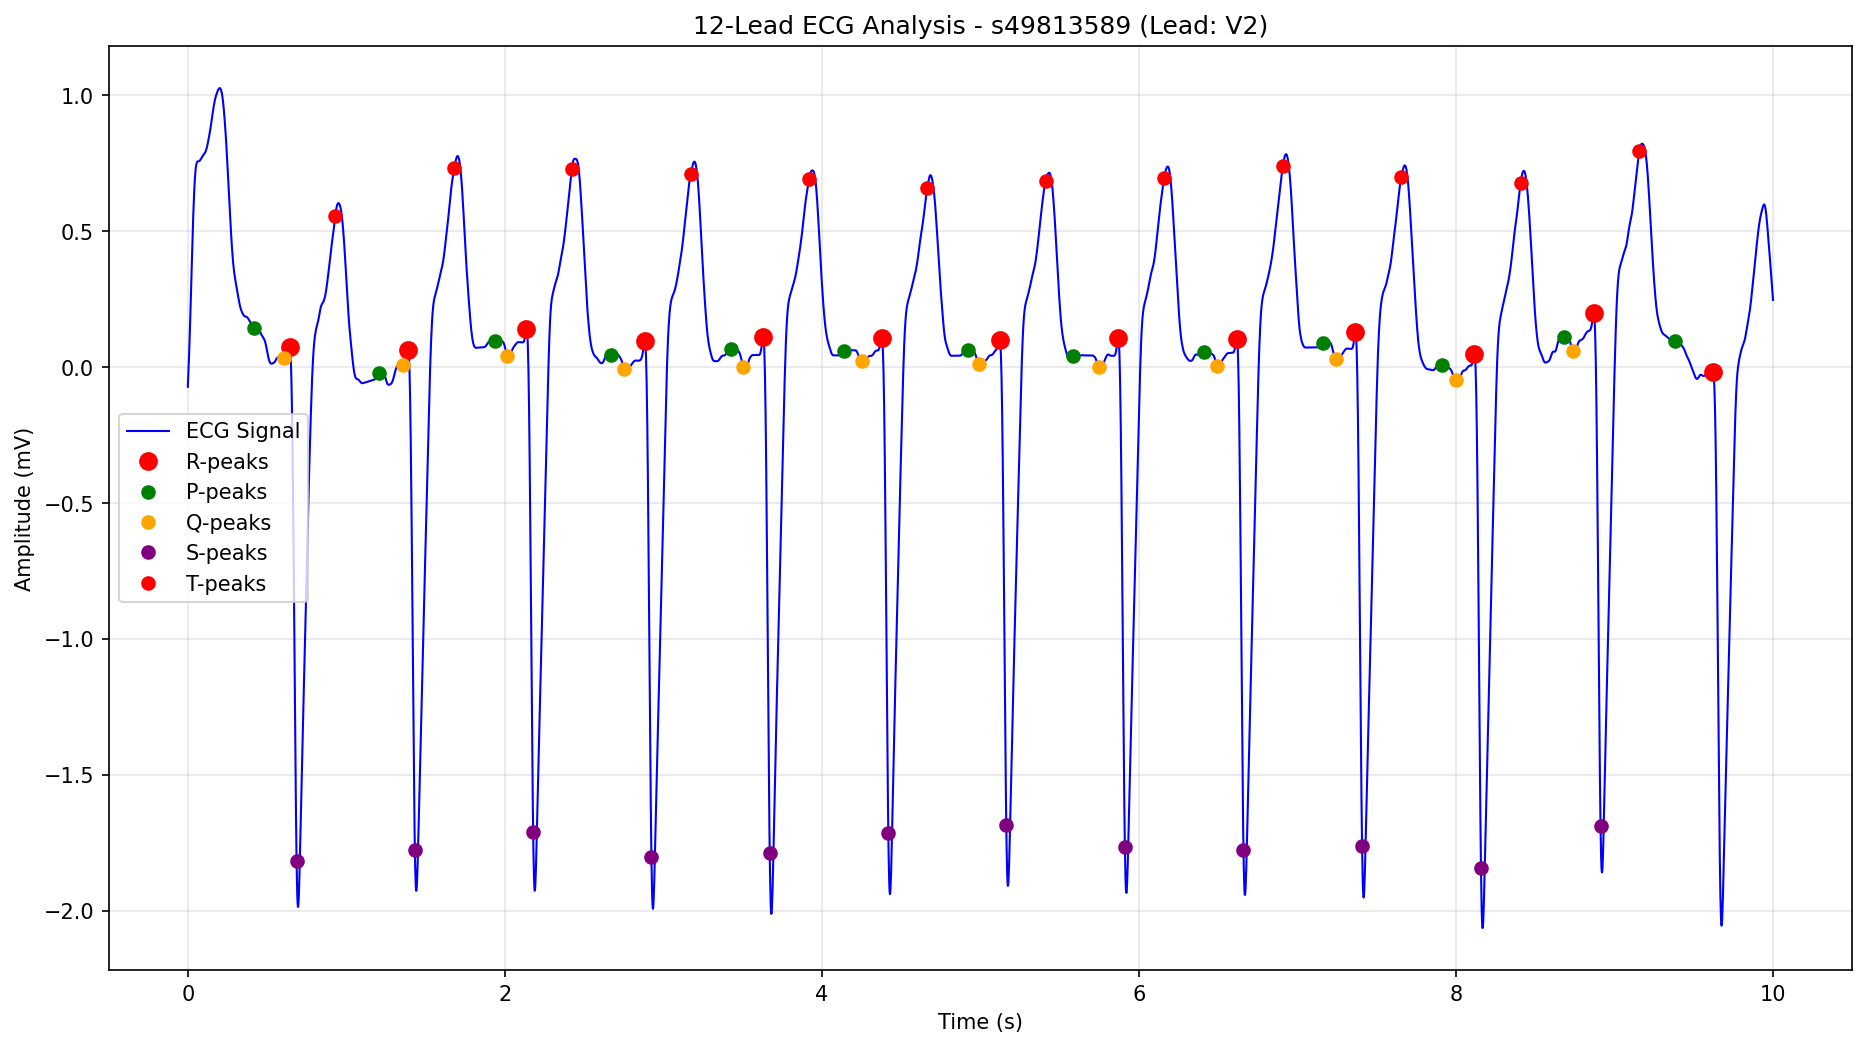 12-Lead ECG Analysis - s49813589 (Lead: V2)
1.0
0.5
0.0
−0.5
−1.0
−1.5
−2.0
Amplitude (mV)
ECG Signal
R-peaks
P-peaks
Q-peaks
S-peaks
T-peaks
0 2 4 6 8 10
Time (s)